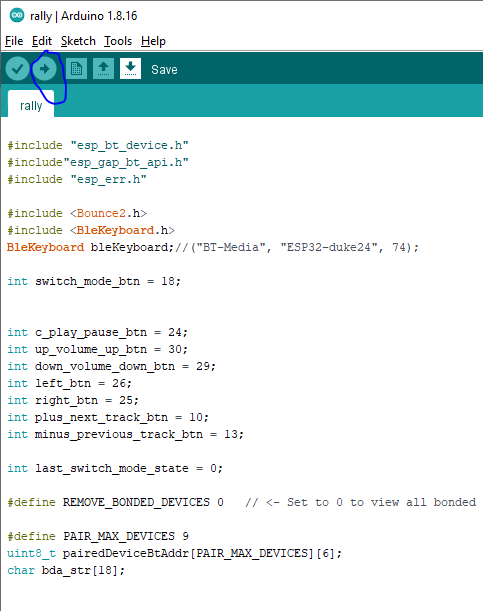 rally | Arduino 1.8.16
File Edit Sketch Tools Help
Save
rally
#include "esp_bt_device.h"
#include"esp_gap_bt_api.h"
#include "esp_err.h"
#include <Bounce2.h>
#include <BleKeyboard.h>
BleKeyboard bleKeyboard;//("BT-Media", "ESP32-duke24", 74);
int switch_mode_btn = 18;
int c_play_pause_btn = 24;
int up_volume_up_btn = 30;
int down_volume_down_btn = 29;
int left_btn = 26;
int right_btn = 25;
int plus_next_track_btn = 10;
int minus_previous_track_btn = 13;
int last_switch_mode_state = 0;
#define REMOVE_BONDED_DEVICES 0   // <- Set to 0 to view all bonded
#define PAIR_MAX_DEVICES 9
uint8_t pairedDeviceBtAddr[PAIR_MAX_DEVICES][6];
char bda_str[18];